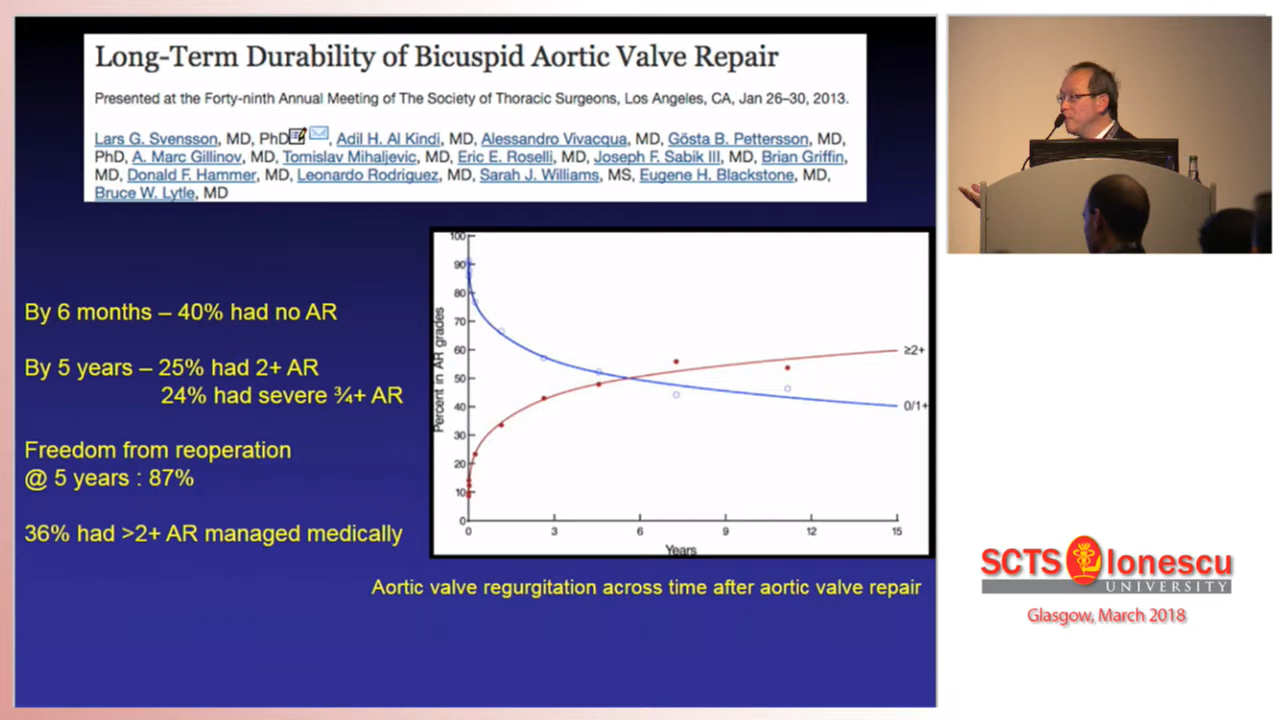 Long-Term Durability of Bicuspid Aortic Valve Repair
Presented at the Forty-ninth Annual Meeting of The Society of Thoracic Surgeons, Los Angeles, CA, Jan 26–30, 2013.
Lars G. Svensson, MD, PhD, Adil H. Al Kindi, MD, Alessandro Vivacqua, MD, Gösta B. Pettersson, MD,
PhD, A. Marc Gillinov, MD, Tomislav Mihaljevic, MD, Eric E. Roselli, MD, Joseph F. Sabik III, MD, Brian Griffin,
MD, Donald F. Hammer, MD, Leonardo Rodriguez, MD, Sarah J. Williams, MS, Eugene H. Blackstone, MD,
Bruce W. Lytle, MD
By 6 months – 40% had no AR
By 5 years – 25% had 2+ AR
24% had severe ¾+ AR
Freedom from reoperation
@ 5 years : 87%
36% had >2+ AR managed medically
Percent in AR grades
100
90
80
70
60
50
40
30
20
10
0
0 3 6 9 12 15
Years
≥2+
0/1+
Aortic valve regurgitation across time after aortic valve repair
SCTS Ionescu
UNIVERSITY
Glasgow, March 2018